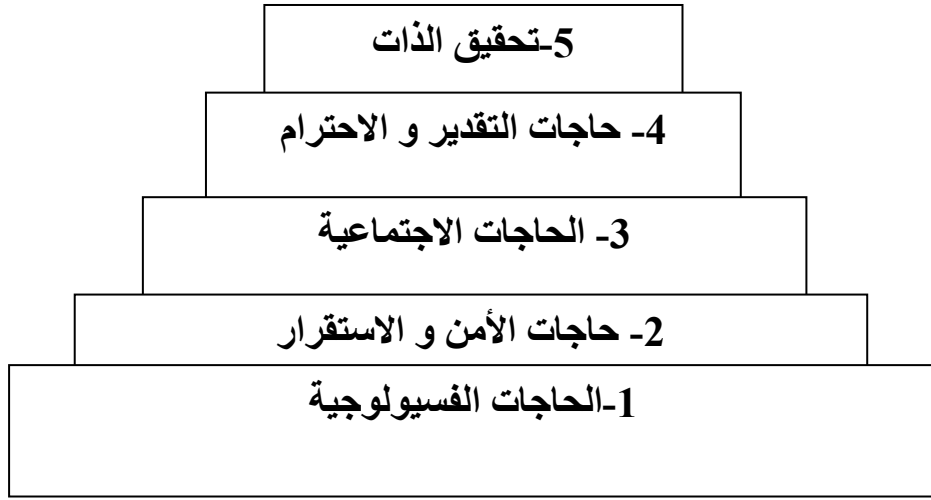 5-تحقيق الذات
4- حاجات التقدير و الاحترام
3- الحاجات الاجتماعية
2- حاجات الأمن و الاستقرار
1-الحاجات الفسيولوجية